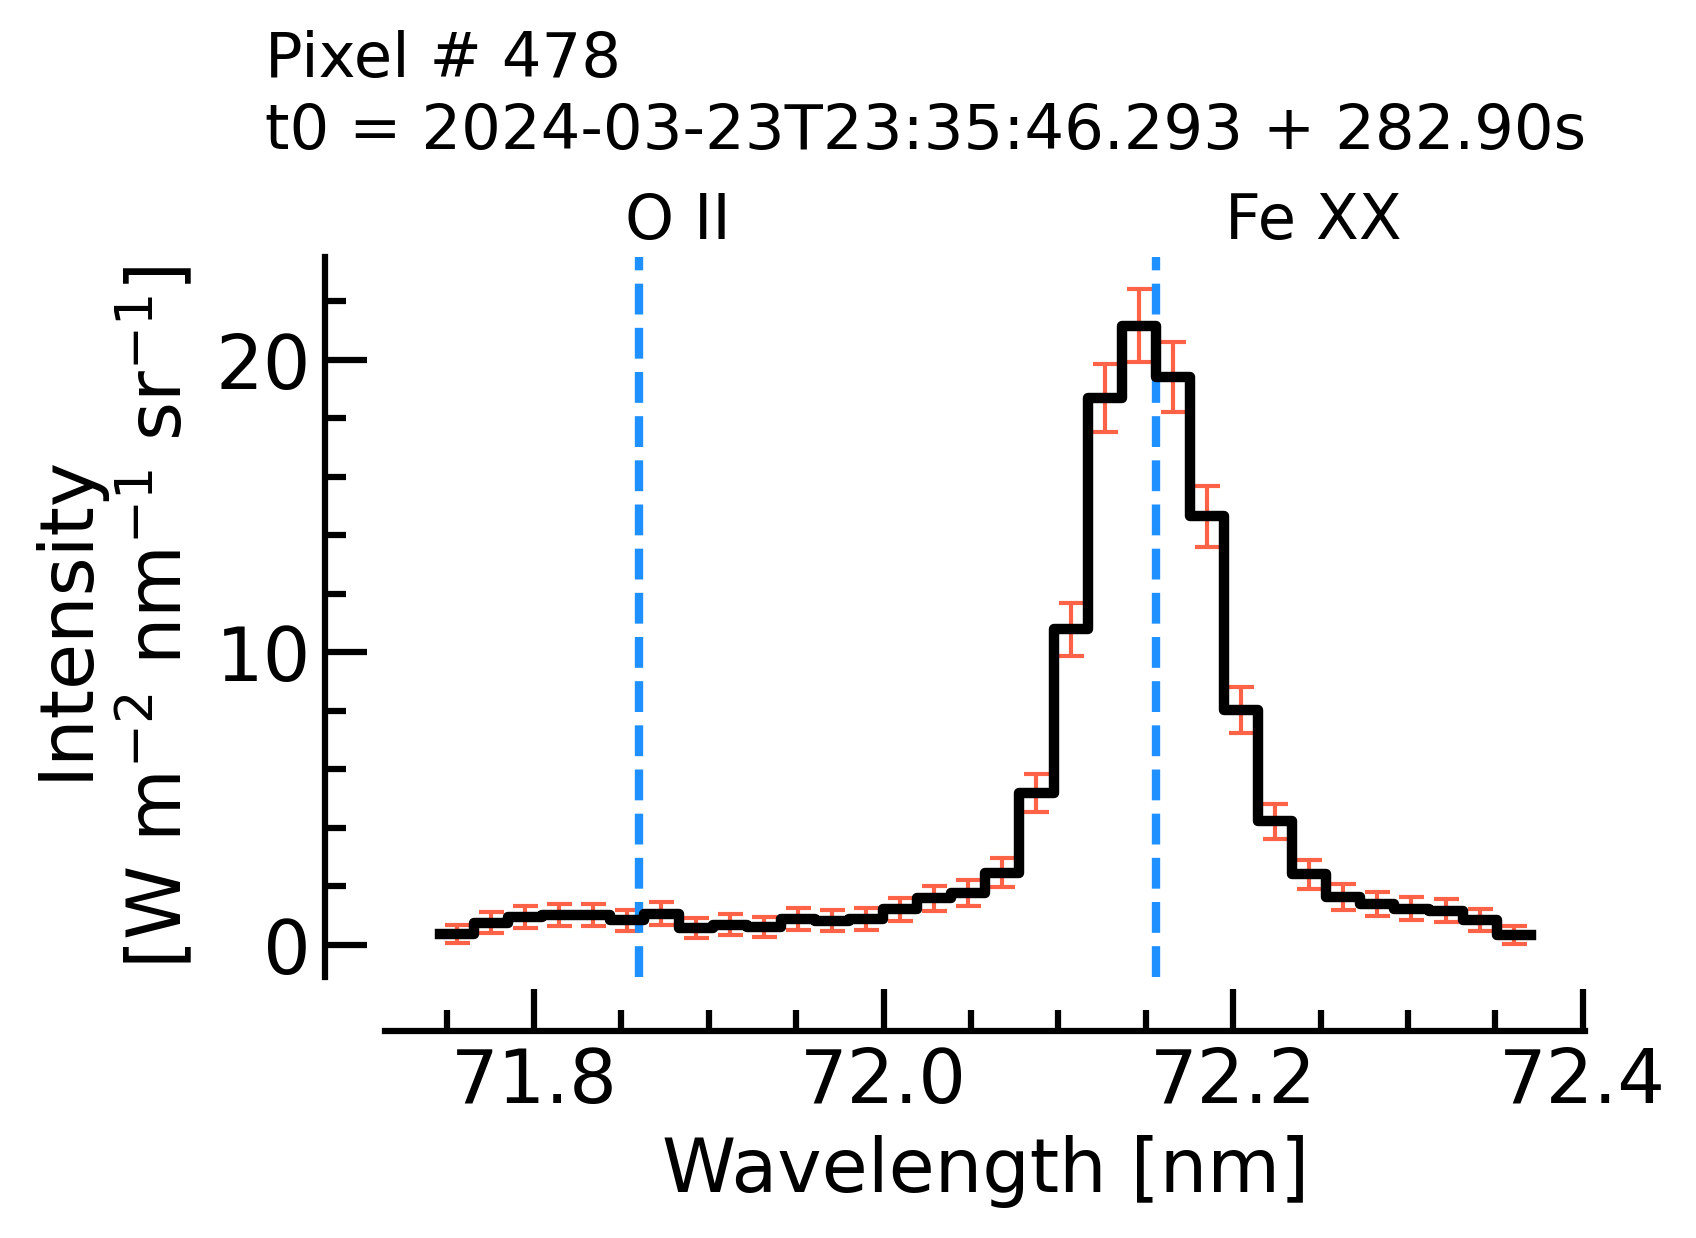 Pixel # 478
t0 = 2024-03-23T23:35:46.293 + 282.90s
O II
Fe XX
Intensity
[W m⁻² nm⁻¹ sr⁻¹]
20
10
0
71.8
72.0
72.2
72.4
Wavelength [nm]